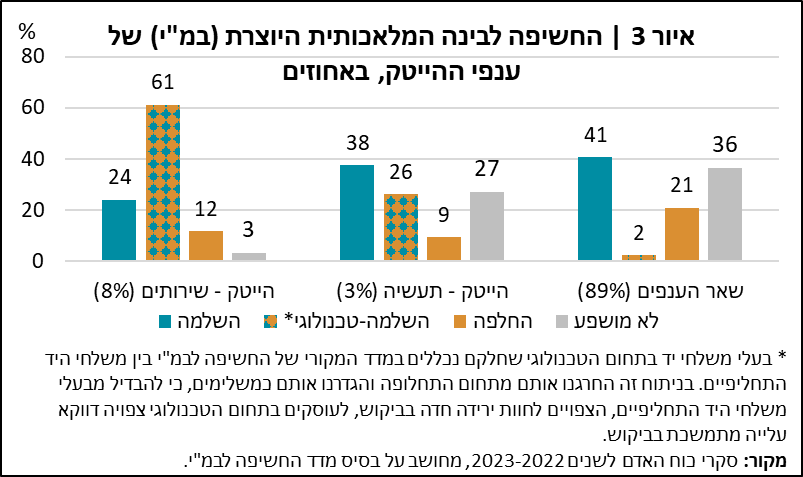 איור 3 | החשיפה לבינה המלאכותית היוצרת (במ"י) של
ענפי ההייטק, באחוזים
%
80
60
40
20
0
24
61
12
3
38
26
9
27
41
2
21
36
הייטק - שירותים (8%)
הייטק - תעשיה (3%)
שאר הענפים (89%)
השלמה
השלמה-טכנולוגי*
החלפה
לא מושפע
* בעלי משלחי יד בתחום הטכנולוגי שחלקם נכללים במדד המקורי של החשיפה לבמ"י בין משלחי היד
התחליפיים. בניתוח זה החרגנו אותם מתחום התחלופה והגדרנו אותם כמשלימים, כי להבדיל מבעלי
משלחי היד התחליפיים, הצפויים לחוות ירידה חדה בביקוש, לעוסקים בתחום הטכנולוגי צפויה דווקא
עלייה מתמשכת בביקוש.
מקור: סקרי כוח האדם לשנים 2023-2022, מחושב על בסיס מדד החשיפה לבמ"י.